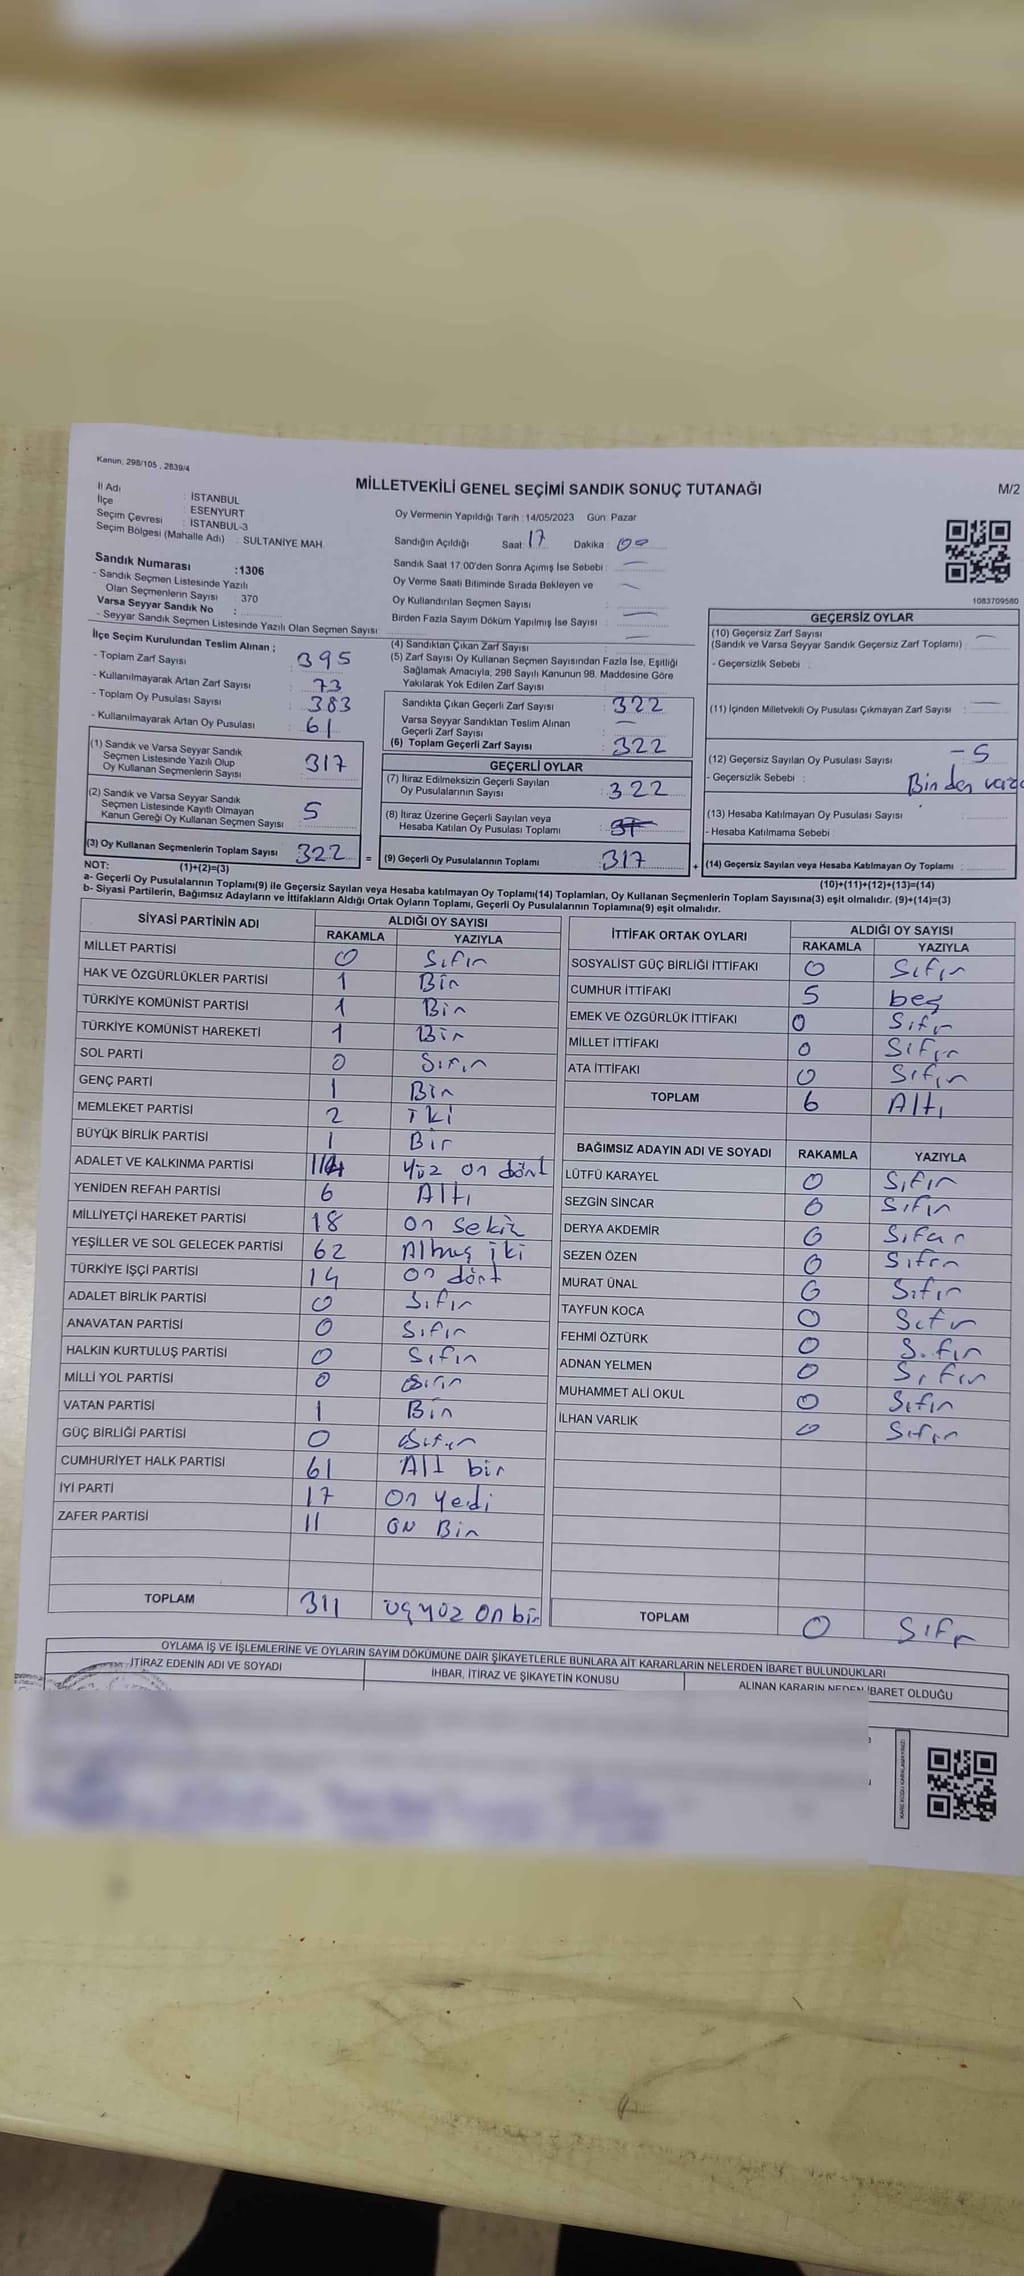 Kanun, 298/105 , 2839/4
MİLLETVEKİLİ GENEL SEÇİMİ SANDIK SONUÇ TUTANAĞI
M/2
İl Adı : İSTANBUL
İlçe : ESENYURT
Seçim Çevresi : İSTANBUL-3
Seçim Bölgesi (Mahalle Adı) : SULTANİYE MAH.
Sandık Numarası :1306
- Sandık Seçmen Listesinde Yazılı
Olan Seçmenlerin Sayısı : 370
Varsa Seyyar Sandık No :
- Seyyar Sandık Seçmen Listesinde Yazılı Olan Seçmen Sayısı :
Oy Vermenin Yapıldığı Tarih :14/05/2023 Gün: Pazar
Sandığın Açıldığı Saat: 17 Dakika : 00
Sandık Saat 17:00'den Sonra Açımış İse Sebebi : —
Oy Verme Saati Bitiminde Sırada Bekleyen ve
Oy Kullandırılan Seçmen Sayısı : —
Birden Fazla Sayım Döküm Yapılmış İse Sayısı : —
1083709580
İlçe Seçim Kurulundan Teslim Alınan ;
- Toplam Zarf Sayısı : 395
- Kullanılmayarak Artan Zarf Sayısı : 73
- Toplam Oy Pusulası Sayısı : 383
- Kullanılmayarak Artan Oy Pusulası : 61
(1) Sandık ve Varsa Seyyar Sandık
Seçmen Listesinde Yazılı Olup
Oy Kullanan Seçmenlerin Sayısı : 317
(2) Sandık ve Varsa Seyyar Sandık
Seçmen Listesinde Kayıtlı Olmayan
Kanun Gereği Oy Kullanan Seçmen Sayısı : 5
(3) Oy Kullanan Seçmenlerin Toplam Sayısı : 322 =
(1)+(2)=(3)
(4) Sandıktan Çıkan Zarf Sayısı : —
(5) Zarf Sayısı Oy Kullanan Seçmen Sayısından Fazla İse, Eşitliği
Sağlamak Amacıyla, 298 Sayılı Kanunun 98. Maddesine Göre
Yakılarak Yok Edilen Zarf Sayısı :
Sandıkta Çıkan Geçerli Zarf Sayısı : 322
Varsa Seyyar Sandıktan Teslim Alınan
Geçerli Zarf Sayısı : —
(6) Toplam Geçerli Zarf Sayısı : 322
GEÇERLİ OYLAR
(7) İtiraz Edilmeksizin Geçerli Sayılan
Oy Pusulalarının Sayısı : 322
(8) İtiraz Üzerine Geçerli Sayılan veya
Hesaba Katılan Oy Pusulası Toplamı :
(9) Geçerli Oy Pusulalarının Toplamı : 317 +
GEÇERSİZ OYLAR
(10) Geçersiz Zarf Sayısı
(Sandık ve Varsa Seyyar Sandık Geçersiz Zarf Toplamı) : —
- Geçersizlik Sebebi :
(11) İçinden Milletvekili Oy Pusulası Çıkmayan Zarf Sayısı : —
(12) Geçersiz Sayılan Oy Pusulası Sayısı : - 5
- Geçersizlik Sebebi : Binden
(13) Hesaba Katılmayan Oy Pusulası Sayısı :
- Hesaba Katılmama Sebebi :
(14) Geçersiz Sayılan veya Hesaba Katılmayan Oy Toplamı :
(10)+(11)+(12)+(13)=(14)
NOT:
a- Geçerli Oy Pusulalarının Toplamı(9) ile Geçersiz Sayılan veya Hesaba katılmayan Oy Toplamı(14) Toplamları, Oy Kullanan Seçmenlerin Toplam Sayısına(3) eşit olmalıdır. (9)+(14)=(3)
b- Siyasi Partilerin, Bağımsız Adayların ve İttifakların Aldığı Ortak Oyların Toplamı, Geçerli Oy Pusulalarının Toplamına(9) eşit olmalıdır.
SİYASİ PARTİNİN ADI ALDIĞI OY SAYISI
RAKAMLA YAZIYLA
MİLLET PARTİSİ 0 Sıfır
HAK VE ÖZGÜRLÜKLER PARTİSİ 1 Bir
TÜRKİYE KOMÜNİST PARTİSİ 1 Bir
TÜRKİYE KOMÜNİST HAREKETİ 1 Bir
SOL PARTİ 0 Sıfır
GENÇ PARTİ 1 Bir
MEMLEKET PARTİSİ 2 İki
BÜYÜK BİRLİK PARTİSİ 1 Bir
ADALET VE KALKINMA PARTİSİ 114 Yüz on dört
YENİDEN REFAH PARTİSİ 6 Altı
MİLLİYETÇİ HAREKET PARTİSİ 18 on sekiz
YEŞİLLER VE SOL GELECEK PARTİSİ 62 Altmış iki
TÜRKİYE İŞÇİ PARTİSİ 14 on dört
ADALET BİRLİK PARTİSİ 0 Sıfır
ANAVATAN PARTİSİ 0 Sıfır
HALKIN KURTULUŞ PARTİSİ 0 Sıfır
MİLLİ YOL PARTİSİ 0 Sıfır
VATAN PARTİSİ 1 Bir
GÜÇ BİRLİĞİ PARTİSİ 0 Sıfır
CUMHURİYET HALK PARTİSİ 61 Alt bir
İYİ PARTİ 17 On Yedi
ZAFER PARTİSİ 11 ON Bir
TOPLAM 311 üçyüz on bir
İTTİFAK ORTAK OYLARI ALDIĞI OY SAYISI
RAKAMLA YAZIYLA
SOSYALİST GÜÇ BİRLİĞİ İTTİFAKI 0 Sıfır
CUMHUR İTTİFAKI 5 beş
EMEK VE ÖZGÜRLÜK İTTİFAKI 0 Sıfır
MİLLET İTTİFAKI 0 Sıfır
ATA İTTİFAKI 0 Sıfır
TOPLAM 6 Altı
BAĞIMSIZ ADAYIN ADI VE SOYADI RAKAMLA YAZIYLA
LÜTFÜ KARAYEL 0 Sıfır
SEZGİN SİNCAR 0 Sıfır
DERYA AKDEMİR 0 Sıfır
SEZEN ÖZEN 0 Sıfır
MURAT ÜNAL 0 Sıfır
TAYFUN KOCA 0 Sıfır
FEHMİ ÖZTÜRK 0 Sıfır
ADNAN YELMEN 0 Sıfır
MUHAMMET ALİ OKUL 0 Sıfır
İLHAN VARLIK 0 Sıfır
TOPLAM 0 Sıfır
OYLAMA İŞ VE İŞLEMLERİNE VE OYLARIN SAYIM DÖKÜMÜNE DAİR ŞİKAYETLERLE BUNLARA AİT KARARLARIN NELERDEN İBARET BULUNDUKLARI
İTİRAZ EDENİN ADI VE SOYADI İHBAR, İTİRAZ VE ŞİKAYETİN KONUSU ALINAN KARARIN NEDEN İBARET OLDUĞU